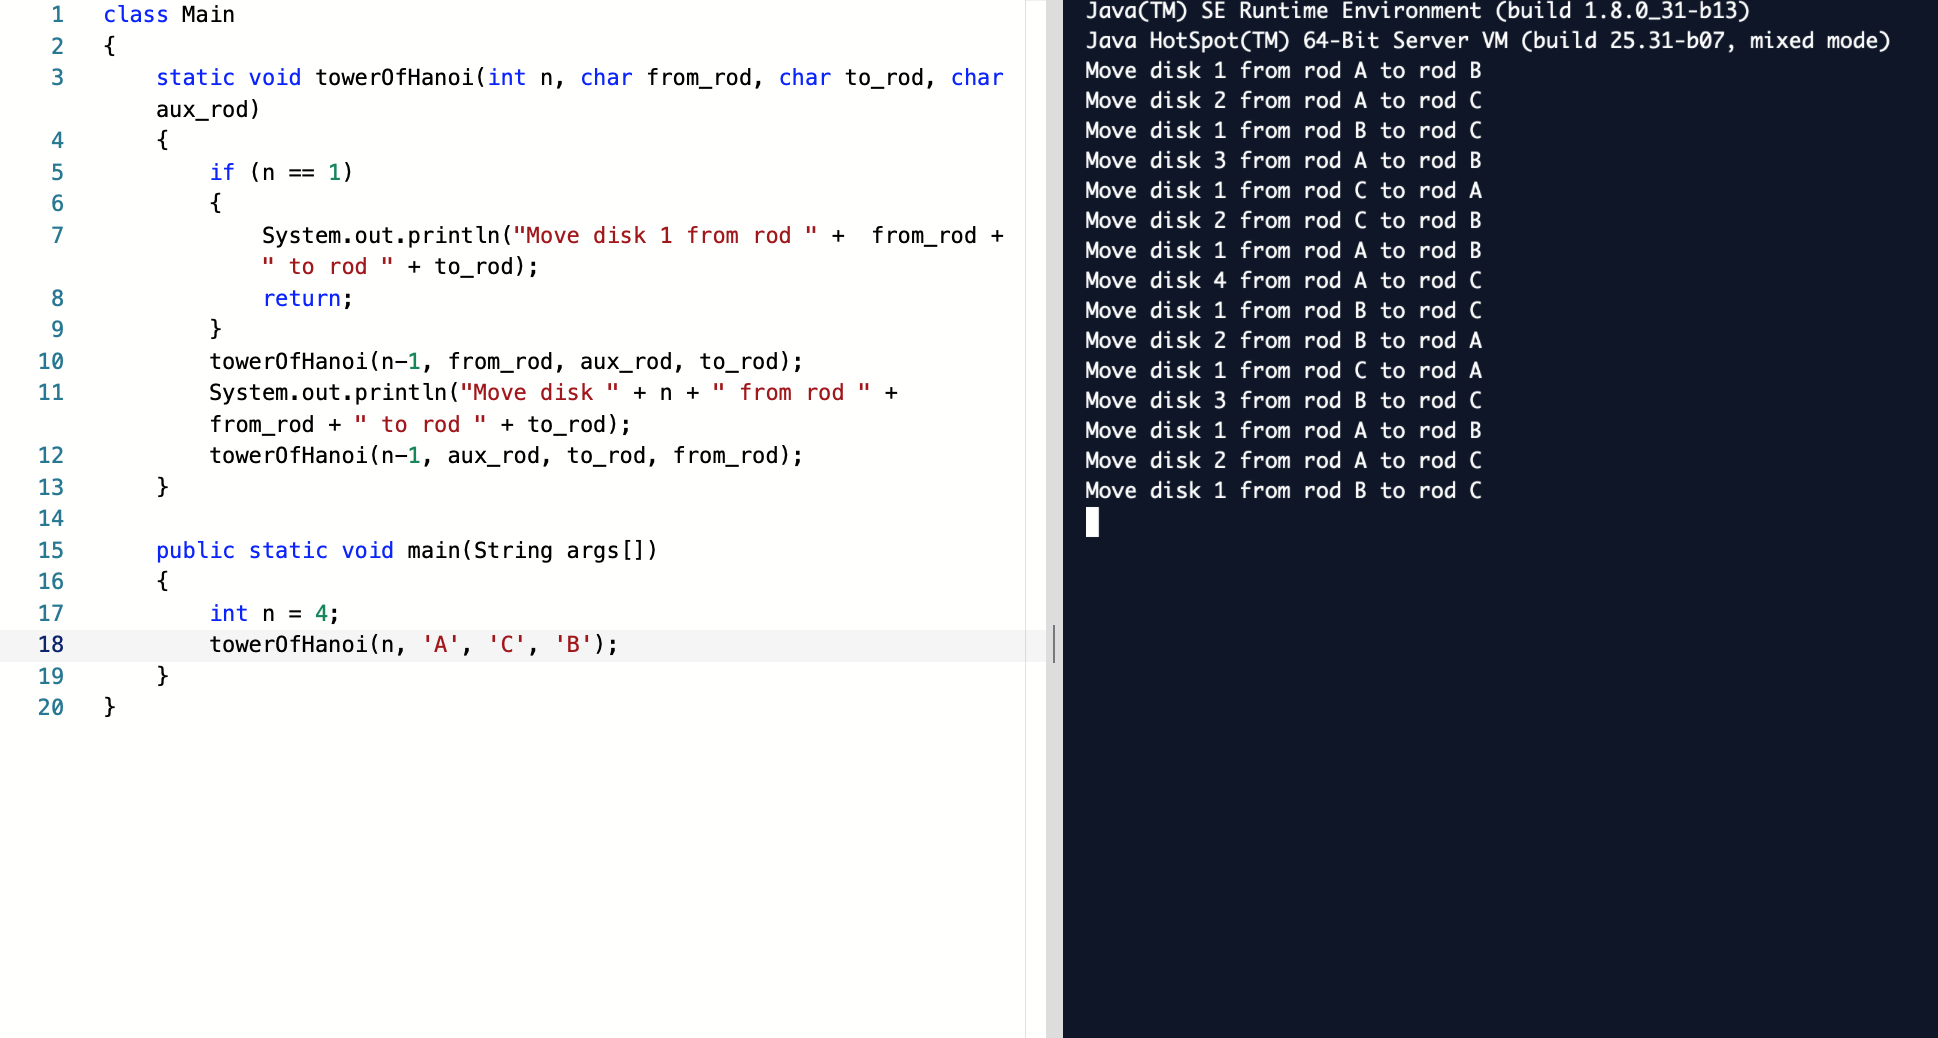 1 class Main
2 {
3     static void towerOfHanoi(int n, char from_rod, char to_rod, char
    aux_rod)
4     {
5         if (n == 1)
6         {
7             System.out.println("Move disk 1 from rod " +  from_rod +
            " to rod " + to_rod);
8             return;
9         }
10         towerOfHanoi(n-1, from_rod, aux_rod, to_rod);
11         System.out.println("Move disk " + n + " from rod " +
        from_rod + " to rod " + to_rod);
12         towerOfHanoi(n-1, aux_rod, to_rod, from_rod);
13     }
14
15     public static void main(String args[])
16     {
17         int n = 4;
18         towerOfHanoi(n, 'A', 'C', 'B');
19     }
20 }
Java(TM) SE Runtime Environment (build 1.8.0_31-b13)
Java HotSpot(TM) 64-Bit Server VM (build 25.31-b07, mixed mode)
Move disk 1 from rod A to rod B
Move disk 2 from rod A to rod C
Move disk 1 from rod B to rod C
Move disk 3 from rod A to rod B
Move disk 1 from rod C to rod A
Move disk 2 from rod C to rod B
Move disk 1 from rod A to rod B
Move disk 4 from rod A to rod C
Move disk 1 from rod B to rod C
Move disk 2 from rod B to rod A
Move disk 1 from rod C to rod A
Move disk 3 from rod B to rod C
Move disk 1 from rod A to rod B
Move disk 2 from rod A to rod C
Move disk 1 from rod B to rod C